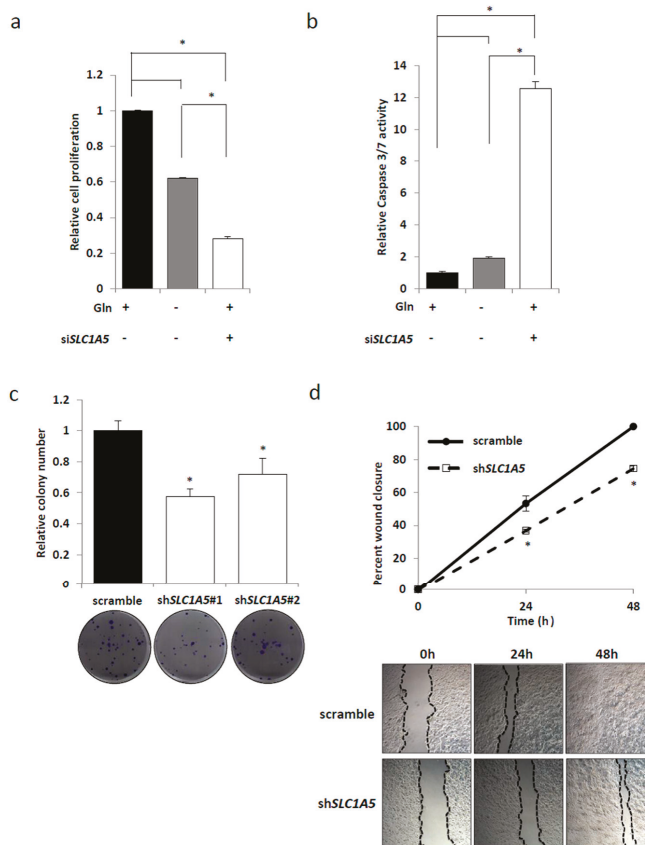 a
*
*
1.2
1
0.8
0.6
0.4
0.2
0
Relative cell proliferation
Gln + - +
siSLC1A5 - - +
b
*
*
14
12
10
8
6
4
2
0
Relative Caspase 3/7 activity
Gln + - +
siSLC1A5 - - +
c
1.2
1
0.8
0.6
0.4
0.2
0
Relative colony number
* *
scramble shSLC1A5#1 shSLC1A5#2
d
100
80
60
40
20
0
Percent wound closure
scramble
shSLC1A5
*
*
0 24 48
Time (h)
0h 24h 48h
scramble
shSLC1A5